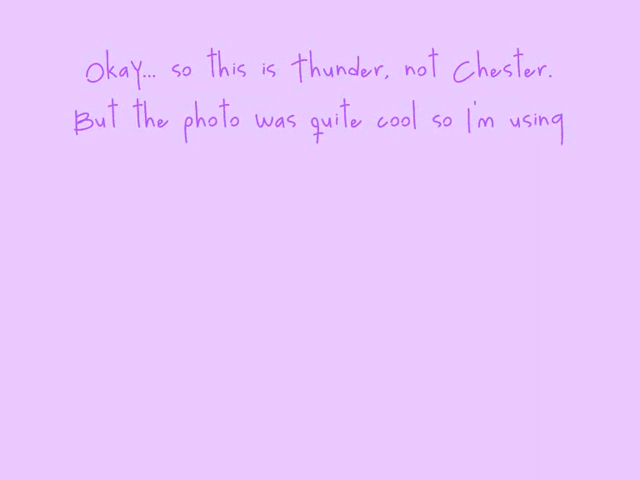 Okay... so this is thunder, not Chester.
But the photo was quite cool so I'm using